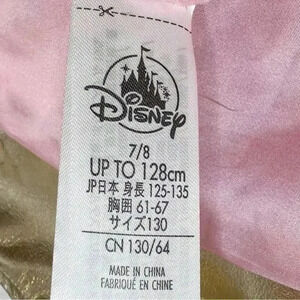 Disney
7/8
UP TO 128cm
JP日本 身長 125-135
胸囲 61-67
サイズ130
CN 130/64
MADE IN CHINA
FABRIQUÉ EN CHINE